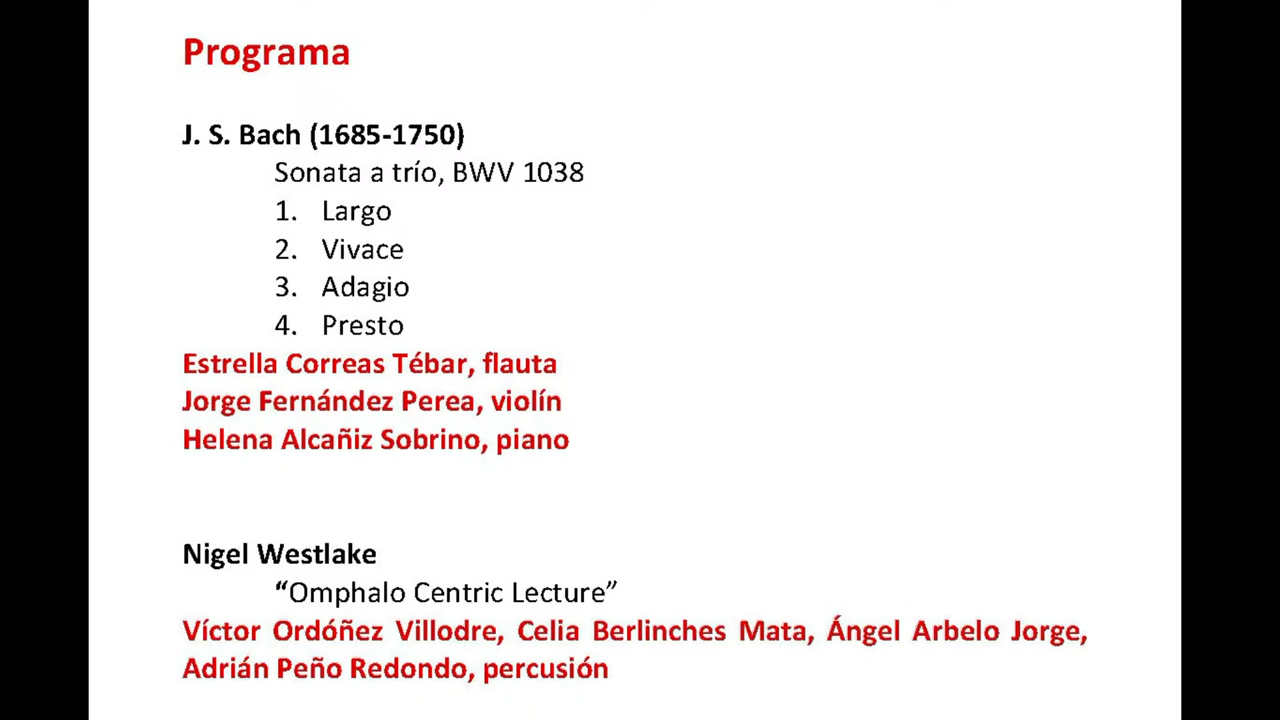 Programa
J. S. Bach (1685-1750)
Sonata a trío, BWV 1038
1. Largo
2. Vivace
3. Adagio
4. Presto
Estrella Correas Tébar, flauta
Jorge Fernández Perea, violín
Helena Alcañiz Sobrino, piano
Nigel Westlake
“Omphalo Centric Lecture”
Víctor Ordóñez Villodre, Celia Berlinches Mata, Ángel Arbelo Jorge,
Adrián Peño Redondo, percusión